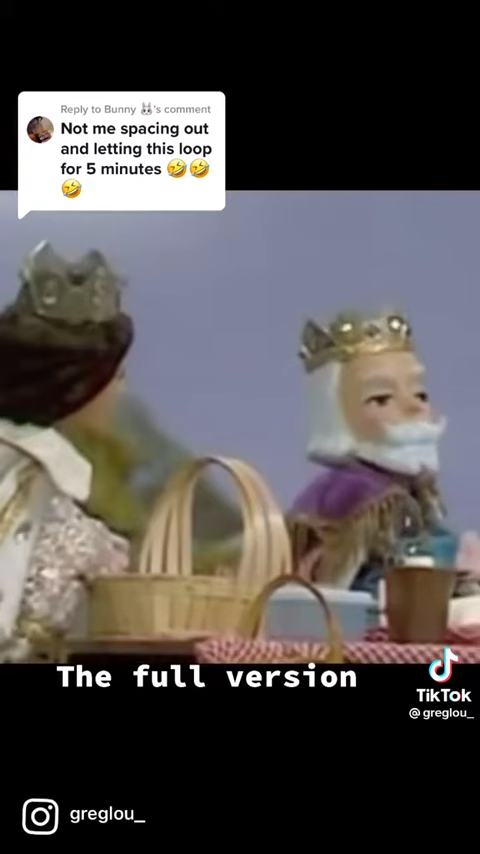 Reply to Bunny 🐰's comment
Not me spacing out
and letting this loop
for 5 minutes 🤣🤣
🤣
The full version
TikTok
@greglou_
greglou_